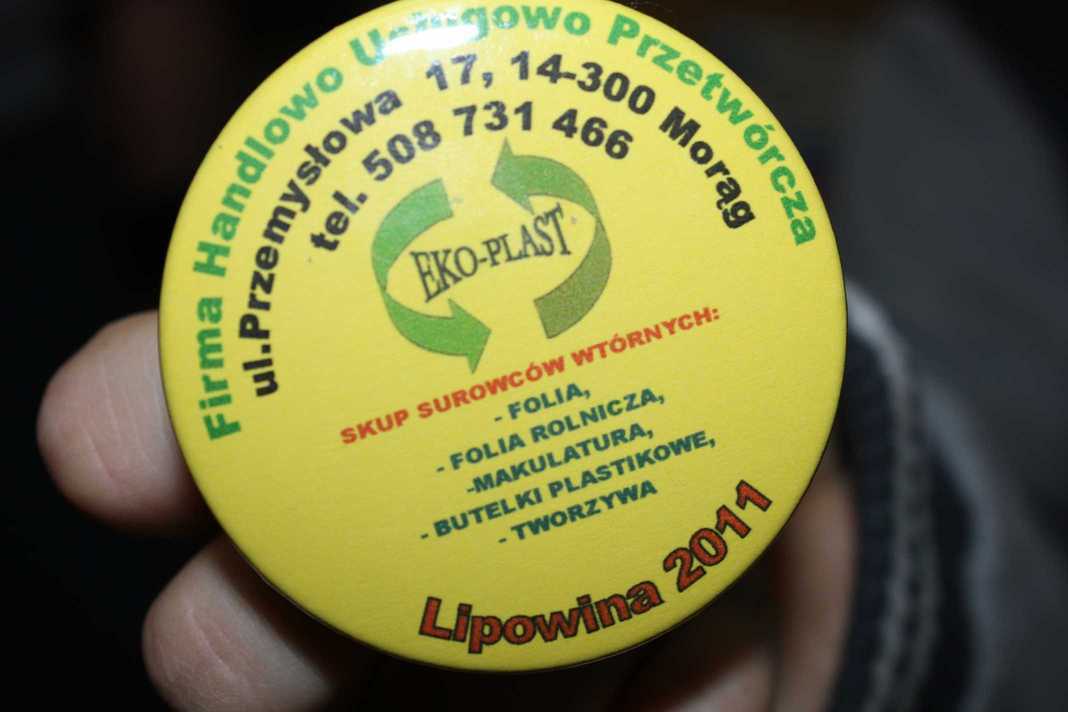 Firma Handlowo Usługowo Przetwórcza
ul.Przemysłowa 17, 14-300 Morąg
tel. 508 731 466
EKO-PLAST
SKUP SUROWCÓW WTÓRNYCH:
- FOLIA,
- FOLIA ROLNICZA,
-MAKULATURA,
- BUTELKI PLASTIKOWE,
- TWORZYWA
Lipowina 2011